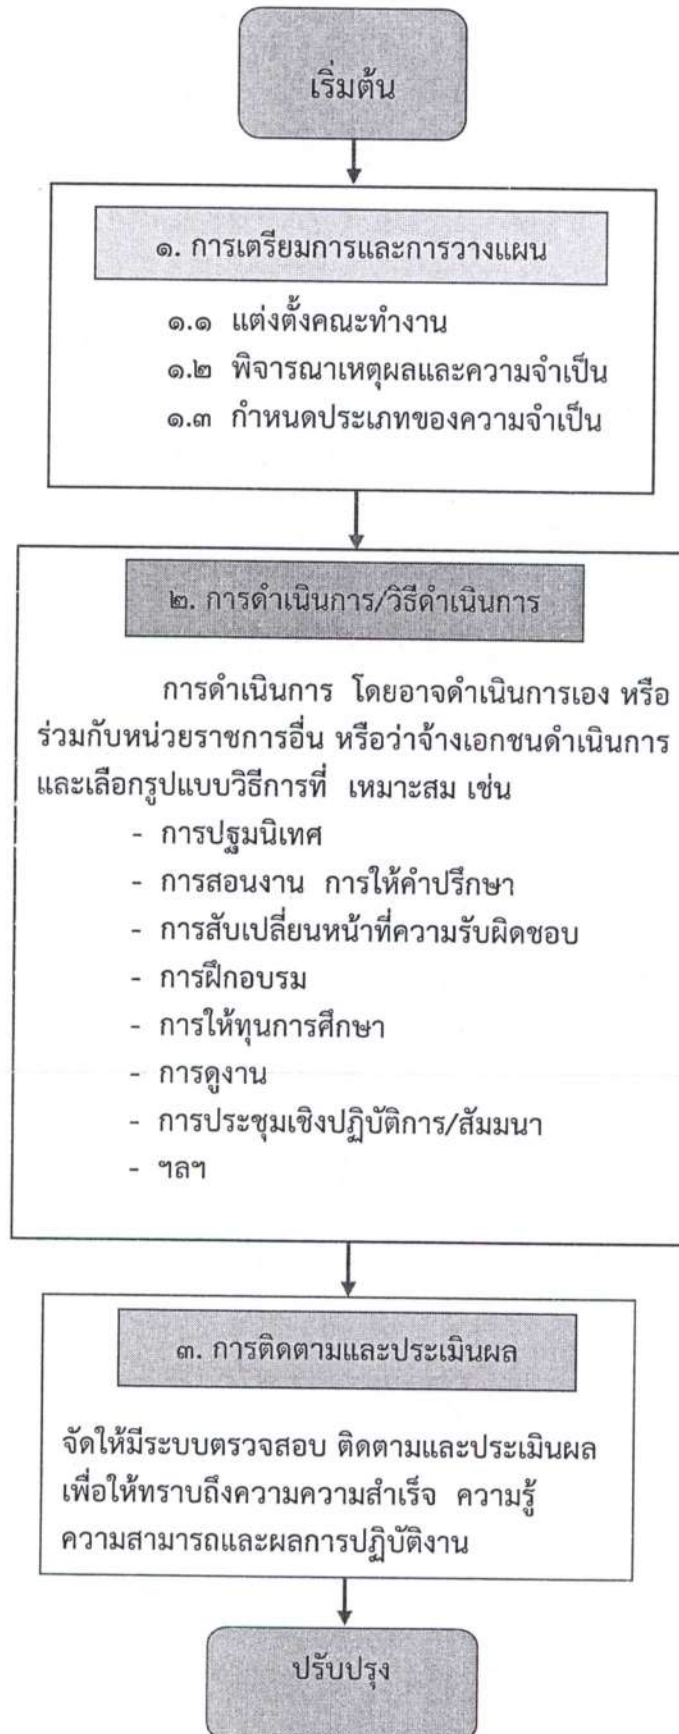 เริ่มต้น
๑. การเตรียมการและการวางแผน
๑.๑ แต่งตั้งคณะทำงาน
๑.๒ พิจารณาเหตุผลและความจำเป็น
๑.๓ กำหนดประเภทของความจำเป็น
๒. การดำเนินการ/วิธีดำเนินการ
การดำเนินการ โดยอาจดำเนินการเอง หรือ
ร่วมกับหน่วยราชการอื่น หรือว่าจ้างเอกชนดำเนินการ
และเลือกรูปแบบวิธีการที่ เหมาะสม เช่น
- การปฐมนิเทศ
- การสอนงาน การให้คำปรึกษา
- การสับเปลี่ยนหน้าที่ความรับผิดชอบ
- การฝึกอบรม
- การให้ทุนการศึกษา
- การดูงาน
- การประชุมเชิงปฏิบัติการ/สัมมนา
- ฯลฯ
๓. การติดตามและประเมินผล
จัดให้มีระบบตรวจสอบ ติดตามและประเมินผล
เพื่อให้ทราบถึงความความสำเร็จ ความรู้
ความสามารถและผลการปฏิบัติงาน
ปรับปรุง